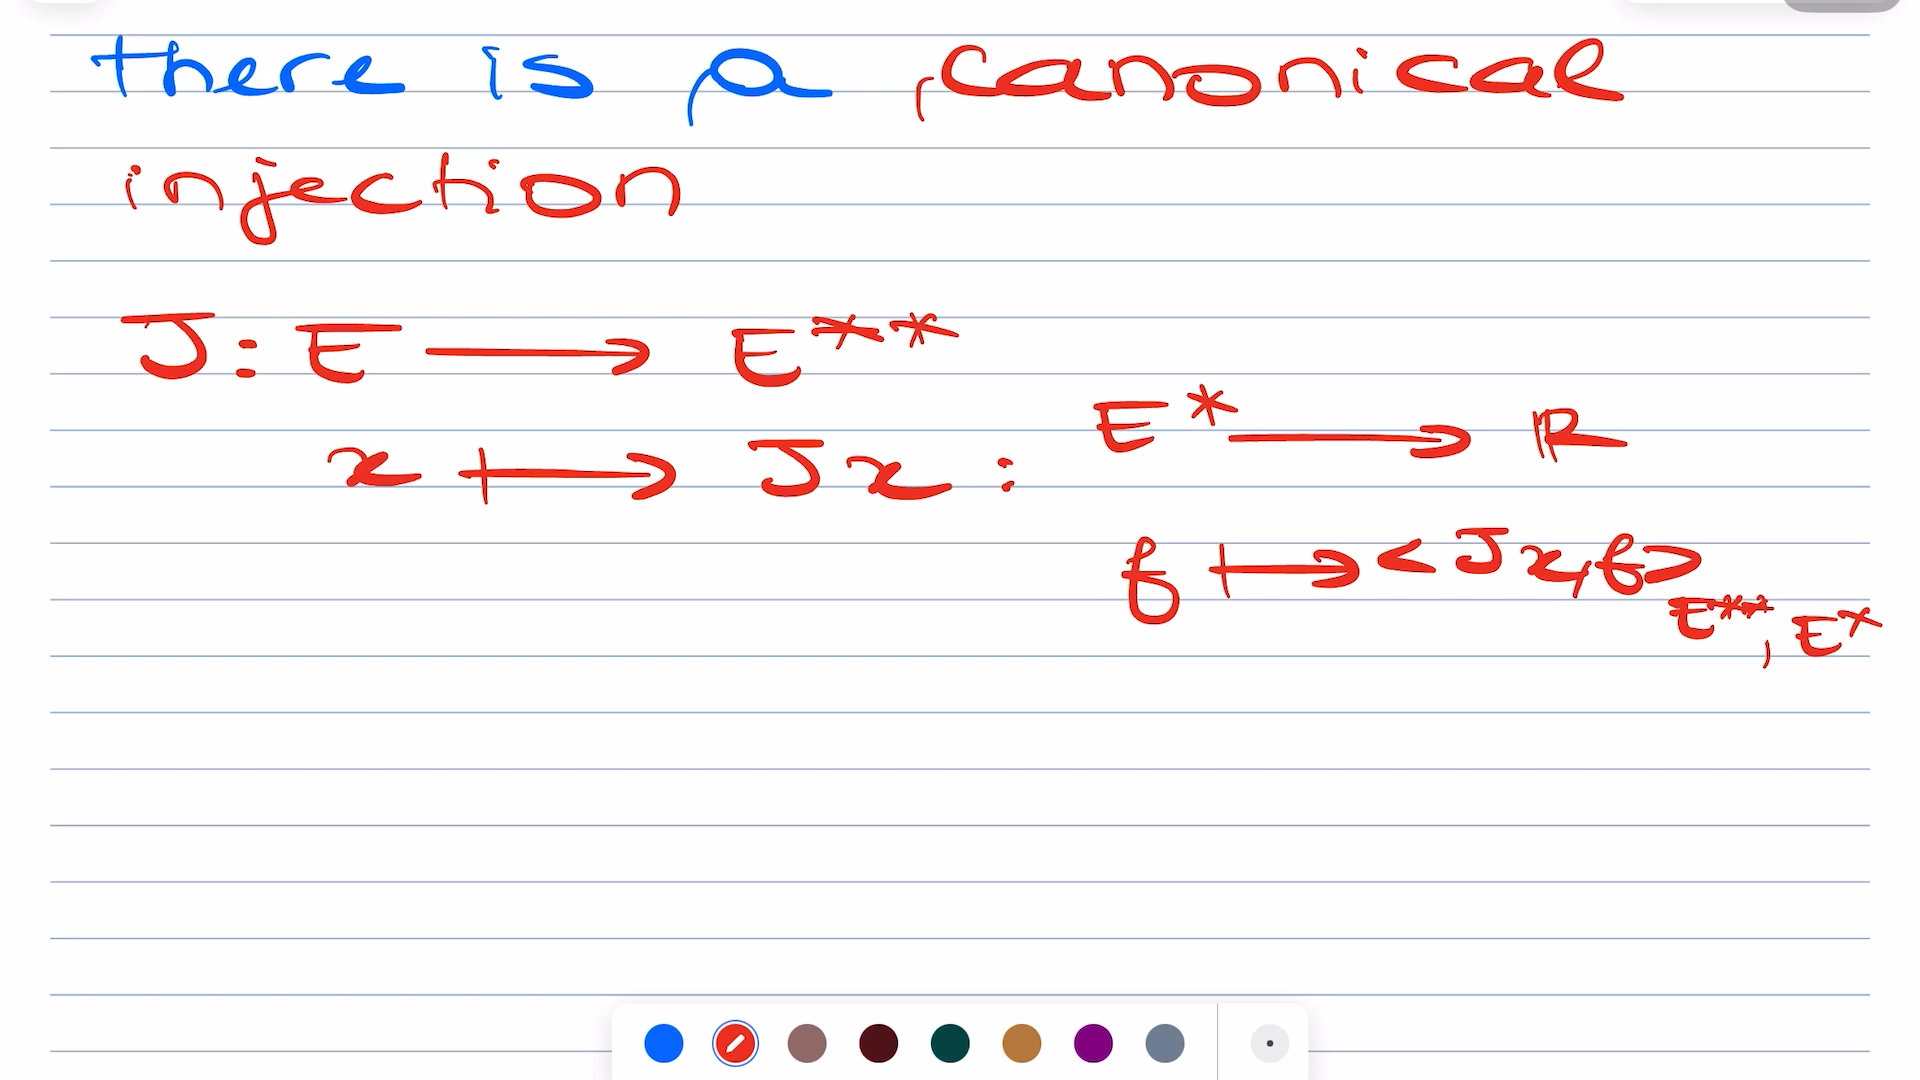 there is a canonical
injection
J: E ⟶ E**
x ⟼ Jx : E* ⟶ ℝ
f ⟼ <Jx, f> E**, E*